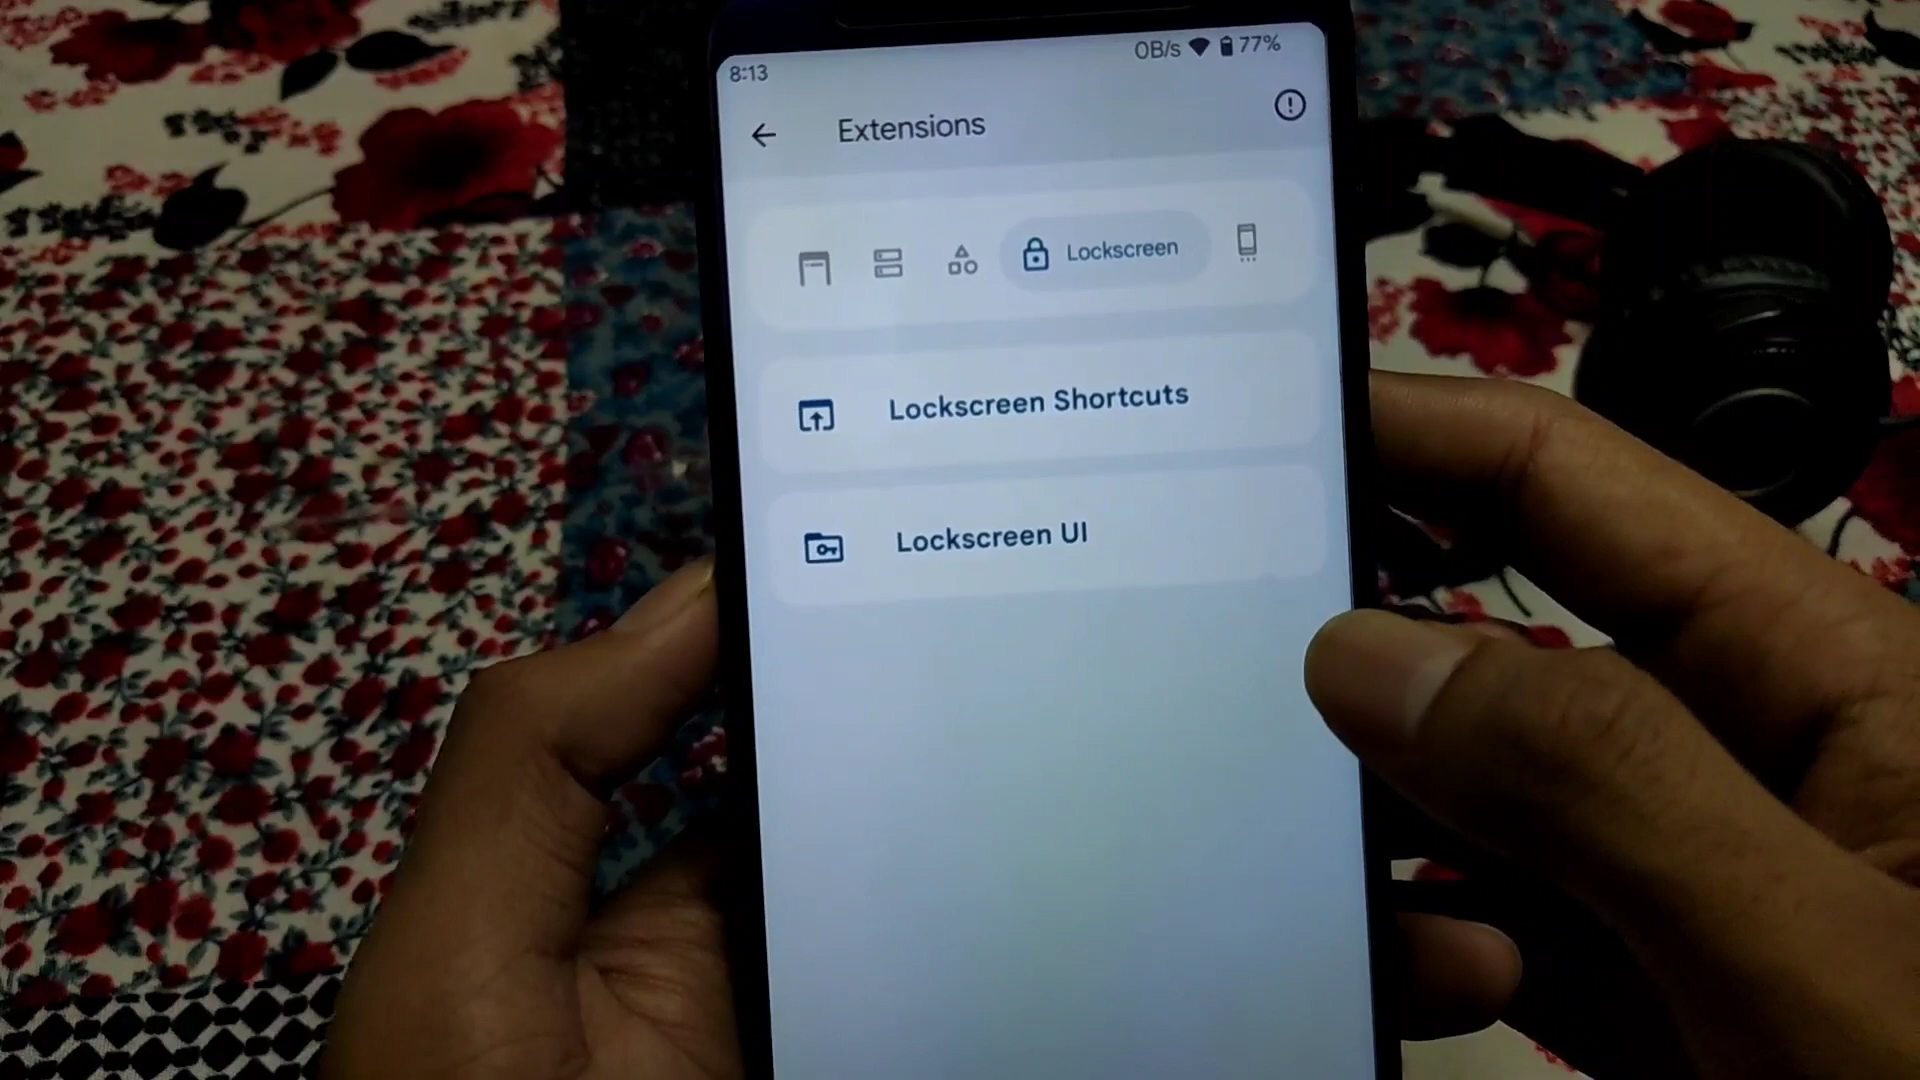 8:13
0B/s 77%
Extensions
Lockscreen
Lockscreen Shortcuts
Lockscreen UI